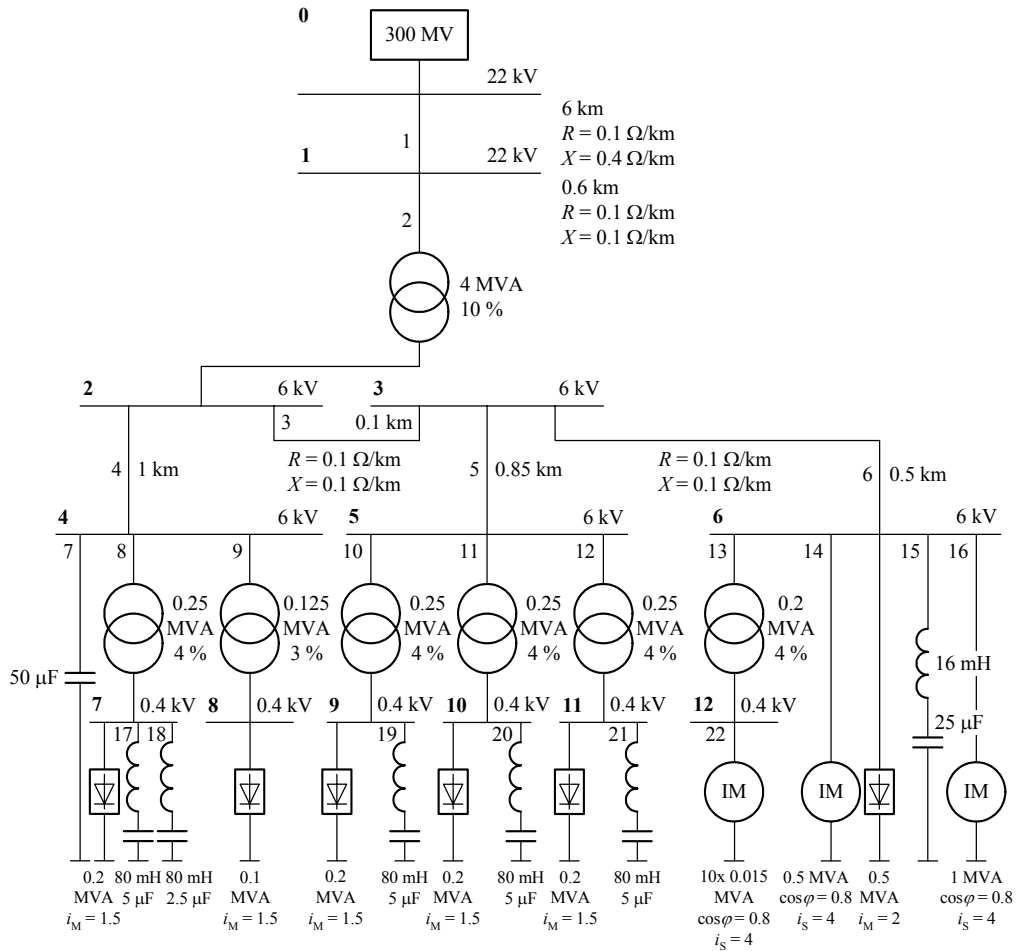 0
300 MV
22 kV
6 km
R = 0.1 Ω/km
X = 0.4 Ω/km
1
1
22 kV
0.6 km
R = 0.1 Ω/km
X = 0.1 Ω/km
2
4 MVA
10 %
2
6 kV
3
6 kV
3
0.1 km
4
1 km
R = 0.1 Ω/km
X = 0.1 Ω/km
5
0.85 km
R = 0.1 Ω/km
X = 0.1 Ω/km
6
0.5 km
4
6 kV
5
6 kV
6
6 kV
7
8
9
10
11
12
13
14
15
16
0.25
MVA
4 %
0.125
MVA
3 %
0.25
MVA
4 %
0.25
MVA
4 %
0.25
MVA
4 %
0.2
MVA
4 %
50 μF
16 mH
25 μF
7
0.4 kV
8
0.4 kV
9
0.4 kV
10
0.4 kV
11
0.4 kV
12
0.4 kV
17
18
19
20
21
22
IM
IM
IM
0.2
MVA
i_M = 1.5
80 mH
5 μF
80 mH
2.5 μF
0.1
MVA
i_M = 1.5
0.2
MVA
i_M = 1.5
80 mH
5 μF
0.2
MVA
i_M = 1.5
80 mH
5 μF
0.2
MVA
i_M = 1.5
80 mH
5 μF
10x 0.015
MVA
cosφ = 0.8
i_S = 4
0.5 MVA
cosφ = 0.8
i_S = 4
0.5
MVA
i_M = 2
1 MVA
cosφ = 0.8
i_S = 4